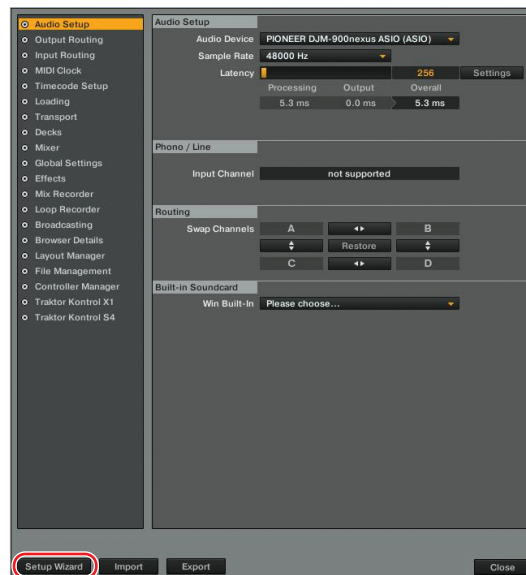 Audio Setup
Output Routing
Input Routing
MIDI Clock
Timecode Setup
Loading
Transport
Decks
Mixer
Global Settings
Effects
Mix Recorder
Loop Recorder
Broadcasting
Browser Details
Layout Manager
File Management
Controller Manager
Traktor Kontrol X1
Traktor Kontrol S4
Audio Setup
Audio Device PIONEER DJM-900nexus ASIO (ASIO)
Sample Rate 48000 Hz
Latency 256 Settings
Processing Output Overall
5.3 ms 0.0 ms 5.3 ms
Phono / Line
Input Channel not supported
Routing
Swap Channels A B
Restore
C D
Built-in Soundcard
Win Built-In Please choose...
Setup Wizard Import Export Close